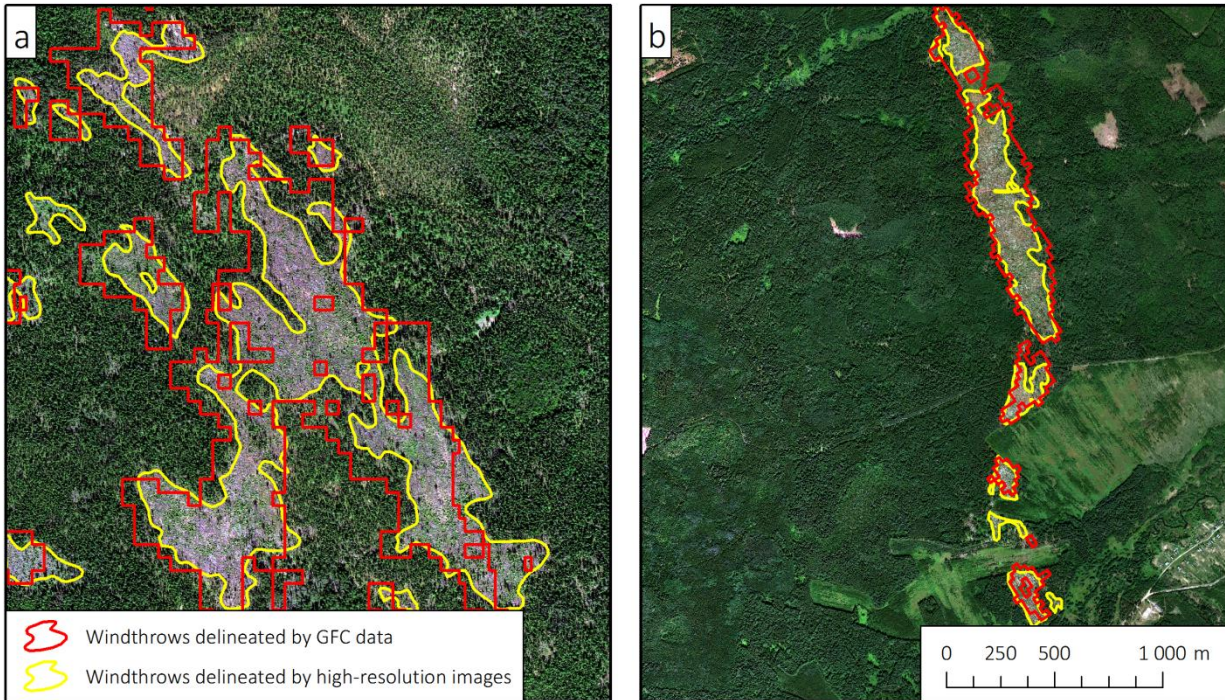 a
b
Windthrows delineated by GFC data
Windthrows delineated by high-resolution images
0 250 500 1 000 m